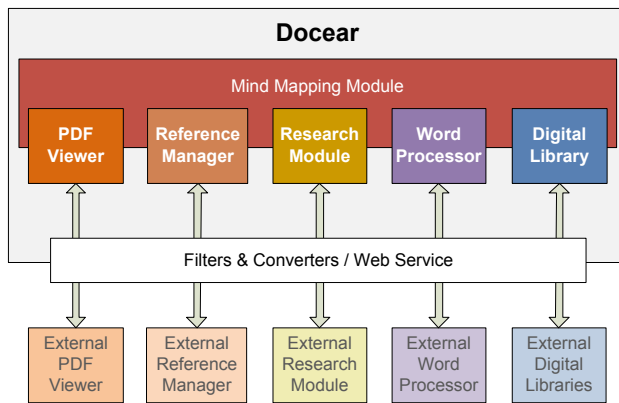 Docear
Mind Mapping Module
PDF
Viewer
Reference
Manager
Research
Module
Word
Processor
Digital
Library
Filters & Converters / Web Service
External
PDF
Viewer
External
Reference
Manager
External
Research
Module
External
Word
Processor
External
Digital
Libraries